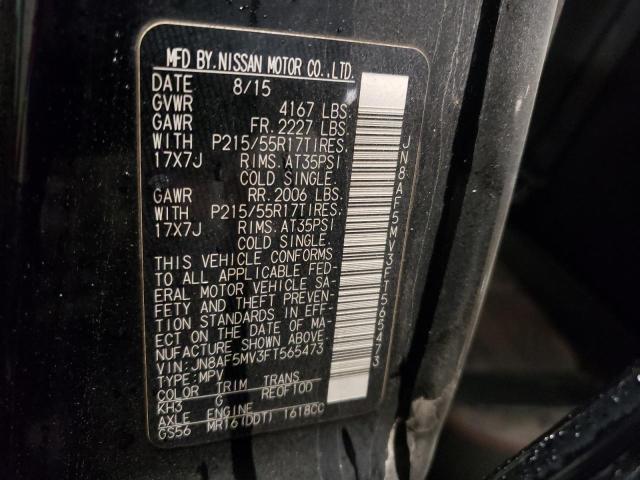 MFD BY.NISSAN MOTOR CO.,LTD.
DATE 8/15
GVWR 4167 LBS.
GAWR FR. 2227 LBS.
WITH P215/55R17TIRES,
17X7J RIMS. AT35PSI
COLD SINGLE.
GAWR RR. 2006 LBS.
WITH P215/55R17TIRES,
17X7J RIMS. AT35PSI
COLD SINGLE.
THIS VEHICLE CONFORMS
TO ALL APPLICABLE FED-
ERAL MOTOR VEHICLE SA-
FETY AND THEFT PREVEN-
TION STANDARDS IN EFF-
ECT ON THE DATE OF MA-
NUFACTURE SHOWN ABOVE.
VIN: JN8AF5MV3FT565473
TYPE: MPV
COLOR TRIM TRANS
KH3 G RE0F10D
AXLE ENGINE
GS56 MR16(DDT) 1618CC
JN8AF5MV3FT565473